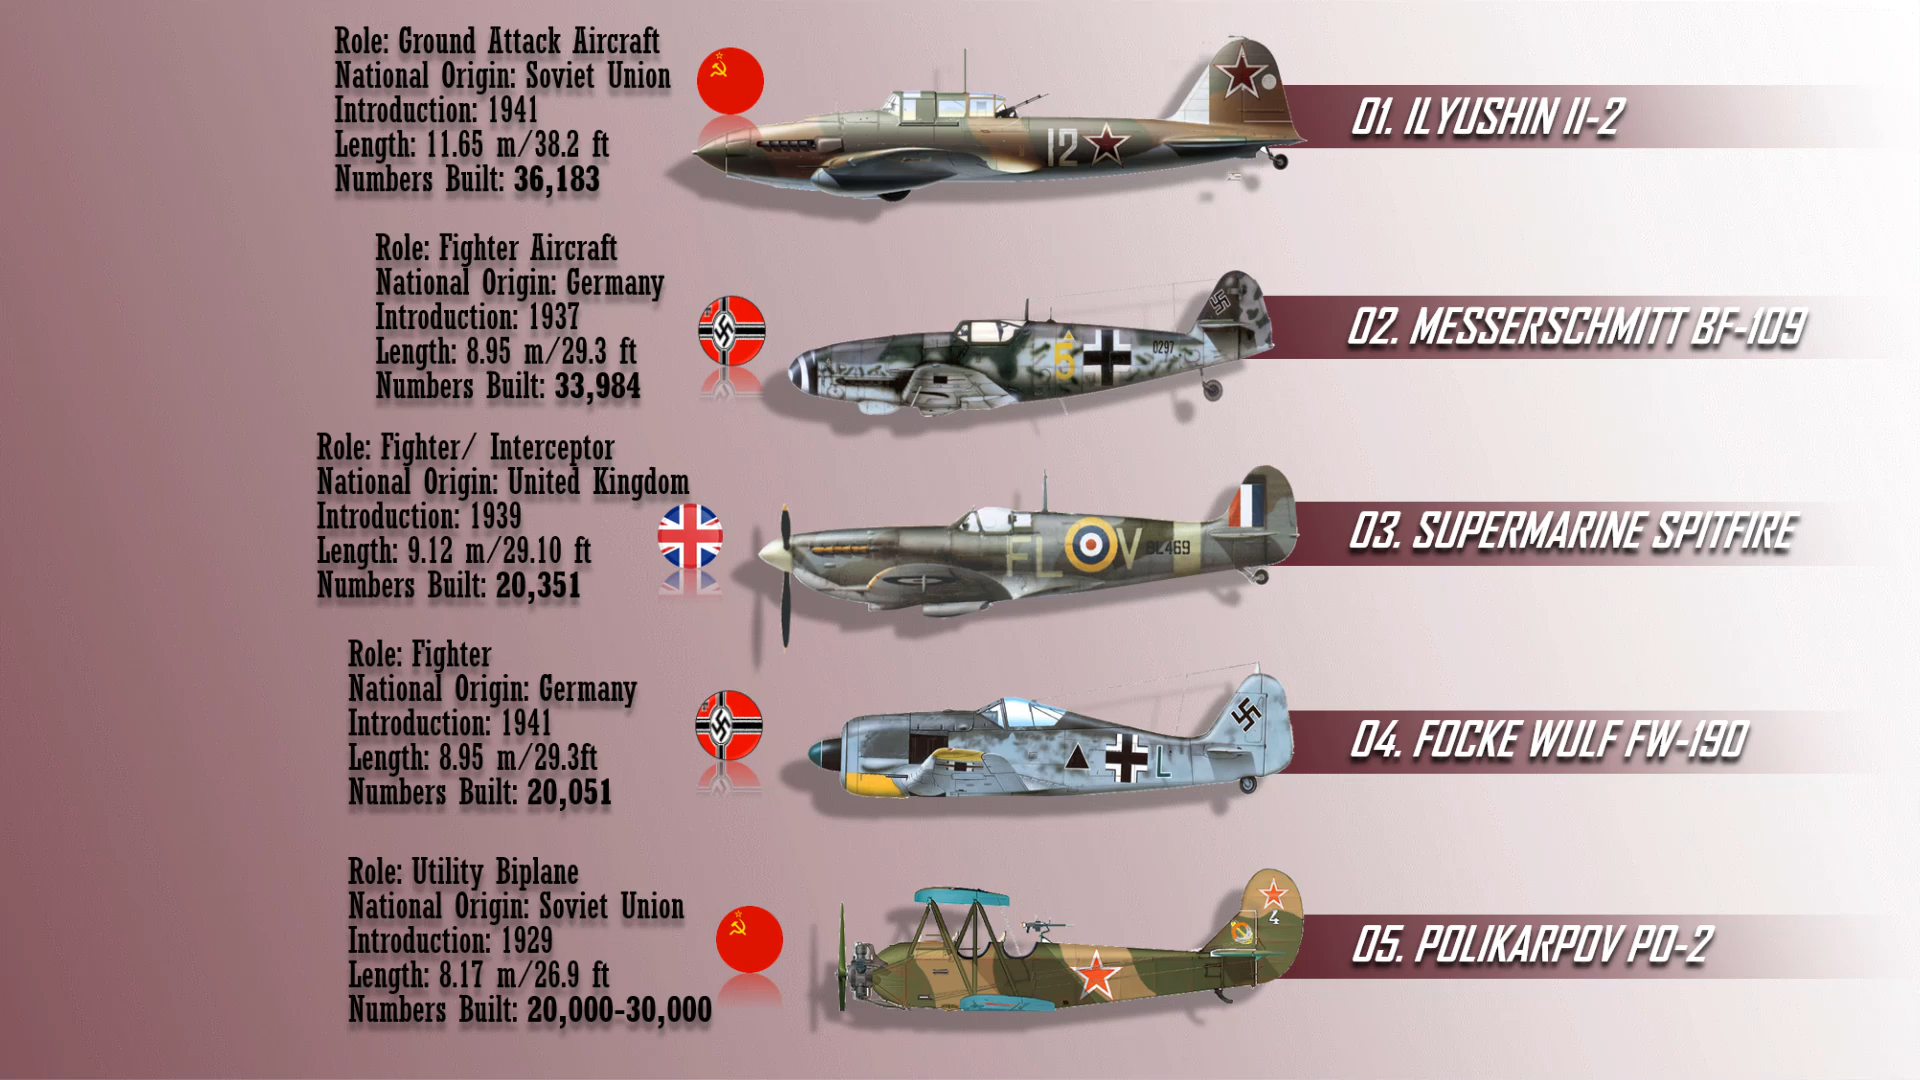 Role: Ground Attack Aircraft
National Origin: Soviet Union
Introduction: 1941
Length: 11.65 m/38.2 ft
Numbers Built: 36,183
12
01. ILYUSHIN Il-2
Role: Fighter Aircraft
National Origin: Germany
Introduction: 1937
Length: 8.95 m/29.3 ft
Numbers Built: 33,984
5
0297
02. MESSERSCHMITT BF-109
Role: Fighter/ Interceptor
National Origin: United Kingdom
Introduction: 1939
Length: 9.12 m/29.10 ft
Numbers Built: 20,351
FL V BL469
03. SUPERMARINE SPITFIRE
Role: Fighter
National Origin: Germany
Introduction: 1941
Length: 8.95 m/29.3ft
Numbers Built: 20,051
L
04. FOCKE WULF FW-190
Role: Utility Biplane
National Origin: Soviet Union
Introduction: 1929
Length: 8.17 m/26.9 ft
Numbers Built: 20,000-30,000
4
05. POLIKARPOV PO-2